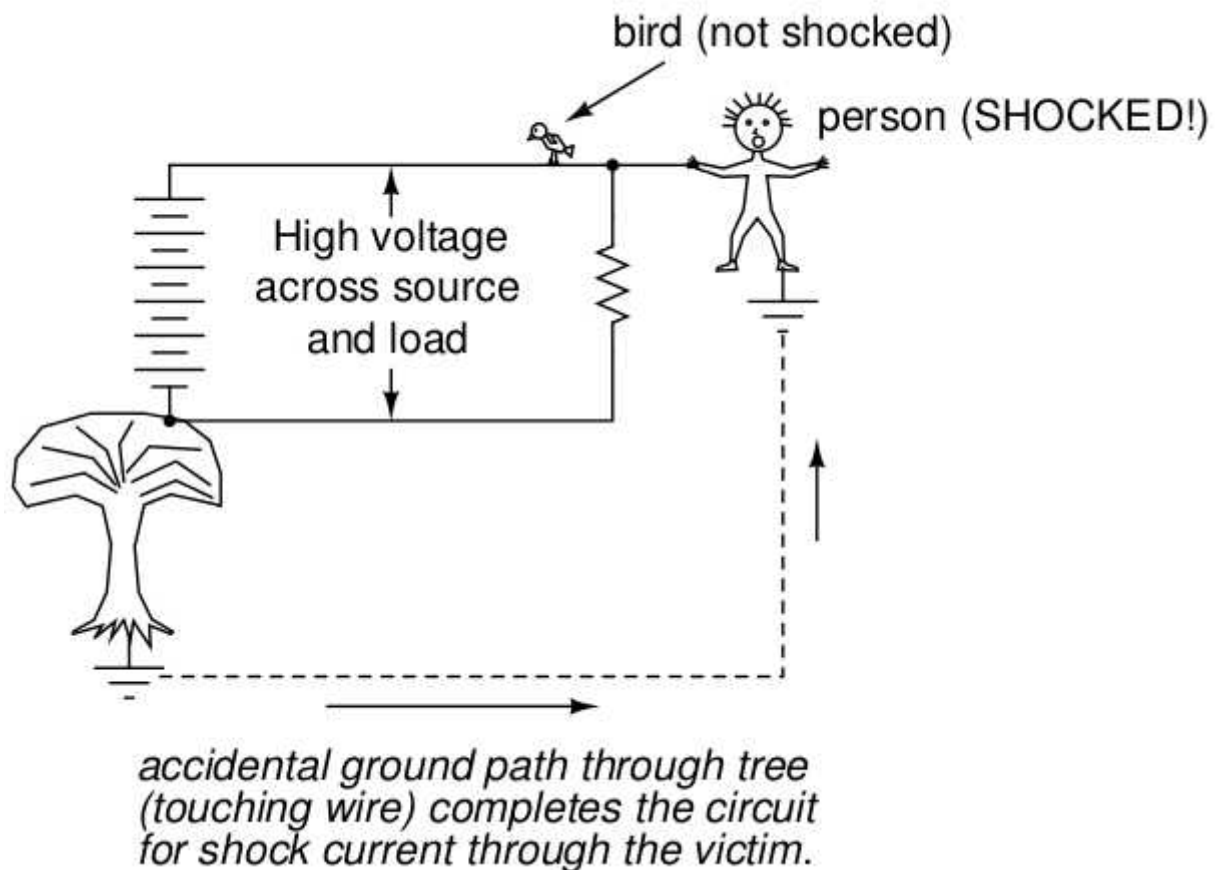 bird (not shocked)
person (SHOCKED!)
High voltage
across source
and load
accidental ground path through tree
(touching wire) completes the circuit
for shock current through the victim.